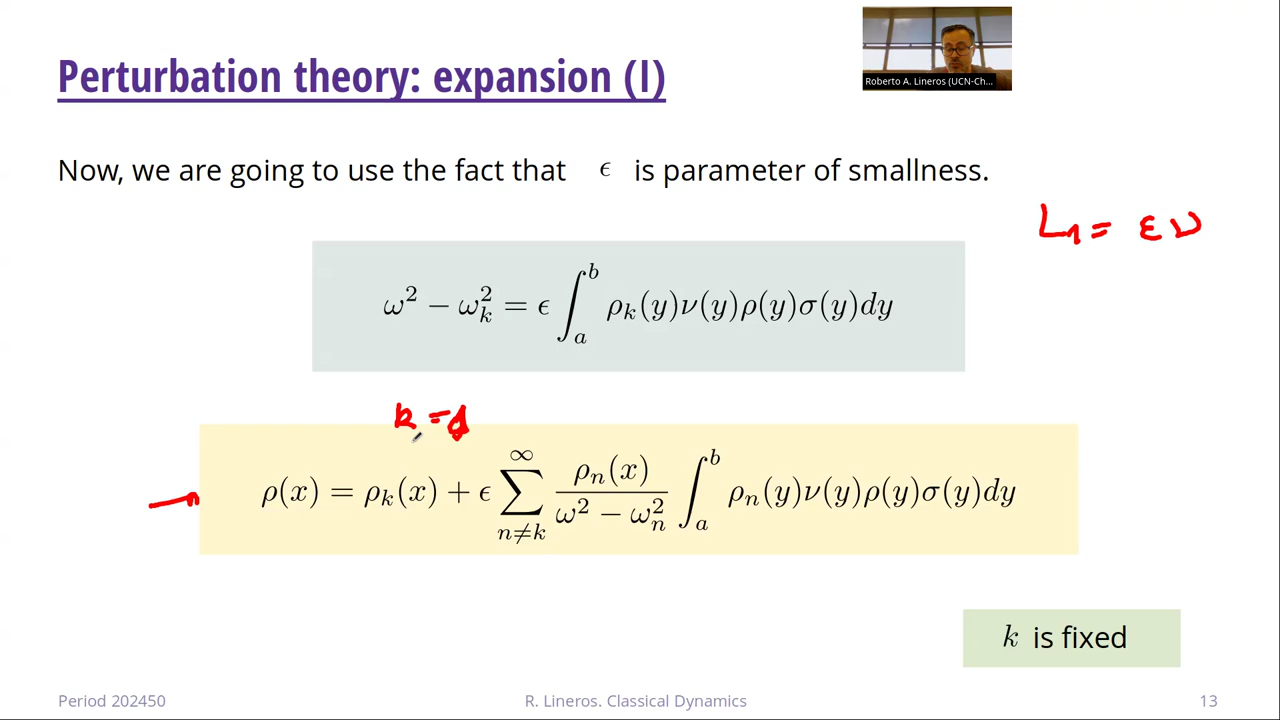 Perturbation theory: expansion (I)
Roberto A. Lineros (UCN-Ch...
Now, we are going to use the fact that ϵ is parameter of smallness.
L₁ = εν
ω² − ω_k² = ϵ ∫_a^b ρ_k(y)ν(y)ρ(y)σ(y)dy
ρ(x) = ρ_k(x) + ϵ ∑_{n≠k}^∞ ρ_n(x) / (ω² − ω_n²) ∫_a^b ρ_n(y)ν(y)ρ(y)σ(y)dy
k is fixed
Period 202450
R. Lineros. Classical Dynamics
13